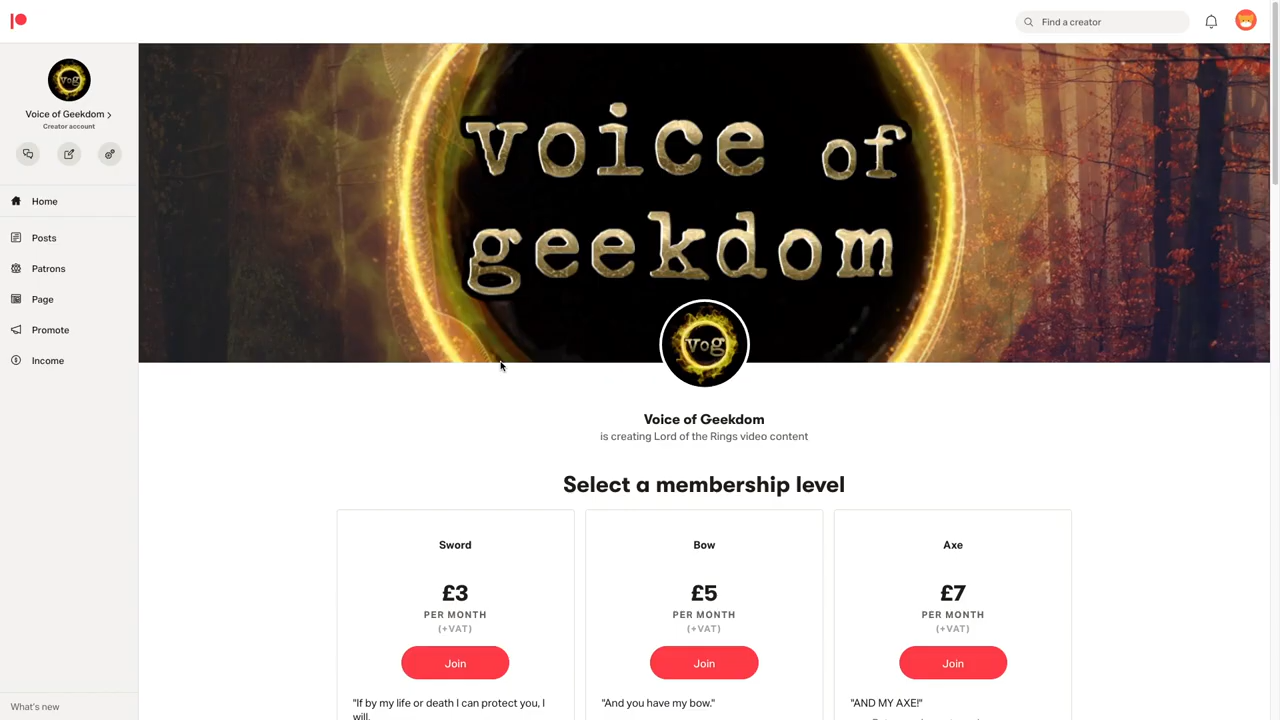 Find a creator
vog
Voice of Geekdom
Creator account
Home
Posts
Patrons
Page
Promote
Income
What's new
voice of
geekdom
vog
Voice of Geekdom
is creating Lord of the Rings video content
Select a membership level
Sword
£3
PER MONTH
(+VAT)
Join
"If by my life or death I can protect you, I
will.
Bow
£5
PER MONTH
(+VAT)
Join
"And you have my bow."
Axe
£7
PER MONTH
(+VAT)
Join
"AND MY AXE!"